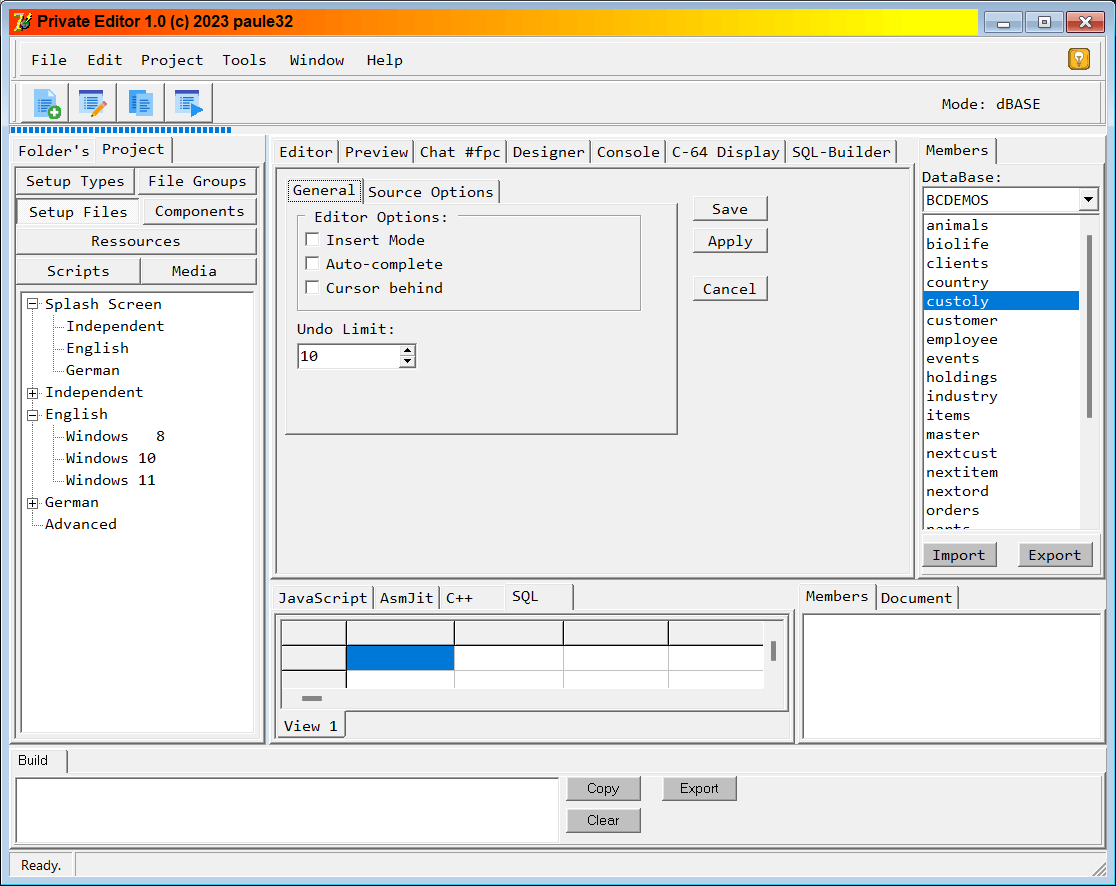 Private Editor 1.0 (c) 2023 paule32
File Edit Project Tools Window Help
Mode: dBASE
Folder's Project
Setup Types File Groups
Setup Files Components
Ressources
Scripts Media
Splash Screen
Independent
English
German
Independent
English
Windows 8
Windows 10
Windows 11
German
Advanced
Editor Preview Chat #fpc Designer Console C-64 Display SQL-Builder
General Source Options
Editor Options:
Insert Mode
Auto-complete
Cursor behind
Undo Limit:
10
Save
Apply
Cancel
Members
DataBase:
BCDEMOS
animals
biolife
clients
country
custoly
customer
employee
events
holdings
industry
items
master
nextcust
nextitem
nextord
orders
parts
Import Export
JavaScript AsmJit C++ SQL
View 1
Members Document
Build
Copy Export
Clear
Ready.